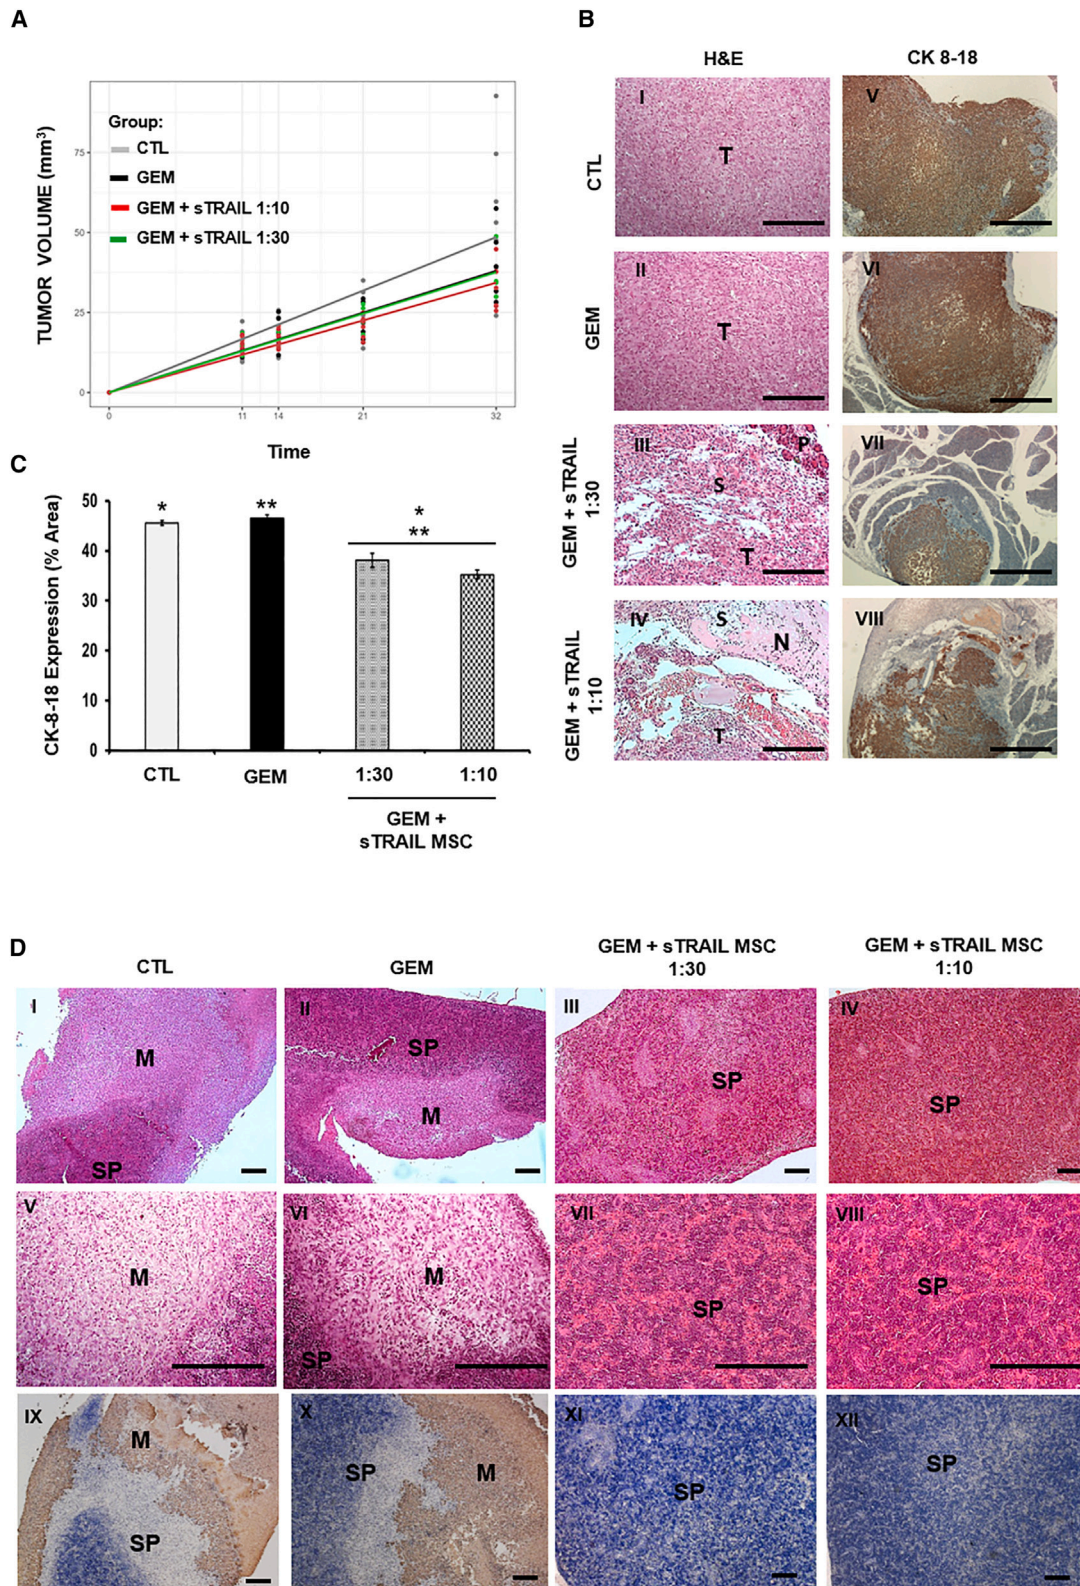 A
TUMOR VOLUME (mm³)
75
50
25
0
Group:
CTL
GEM
GEM + sTRAIL 1:10
GEM + sTRAIL 1:30
0 11 14 21 32
Time
B
H&E CK 8-18
CTL
I T V
GEM
II T VI
GEM + sTRAIL
1:30
III P S T VII
GEM + sTRAIL
1:10
IV S N T VIII
C
CK-8-18 Expression (% Area)
50
40
30
20
10
0
* ** *
**
CTL GEM 1:30 1:10
GEM +
sTRAIL MSC
D
CTL GEM GEM + sTRAIL MSC
1:30
GEM + sTRAIL MSC
1:10
I M SP
II SP M
III SP
IV SP
V M
VI M SP
VII SP
VIII SP
IX M SP
X SP M
XI SP
XII SP